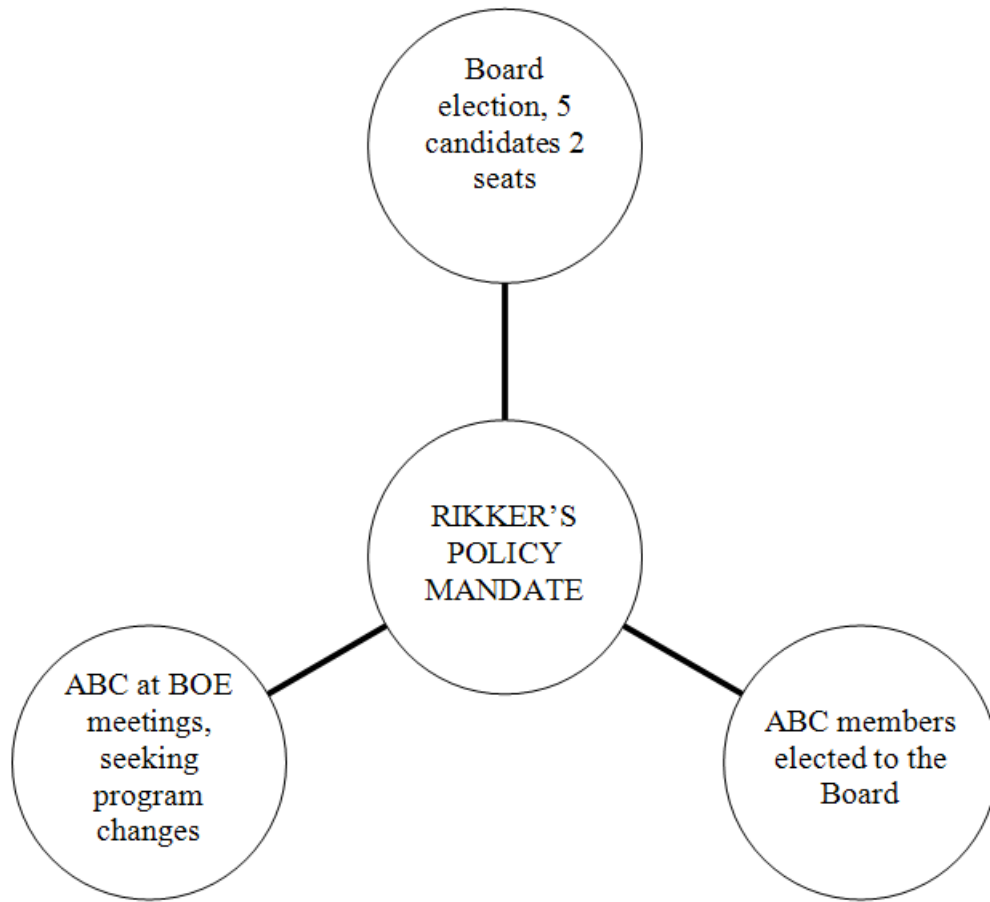 Board
election, 5
candidates 2
seats
RIKKER’S
POLICY
MANDATE
ABC at BOE
meetings,
seeking
program
changes
ABC members
elected to the
Board